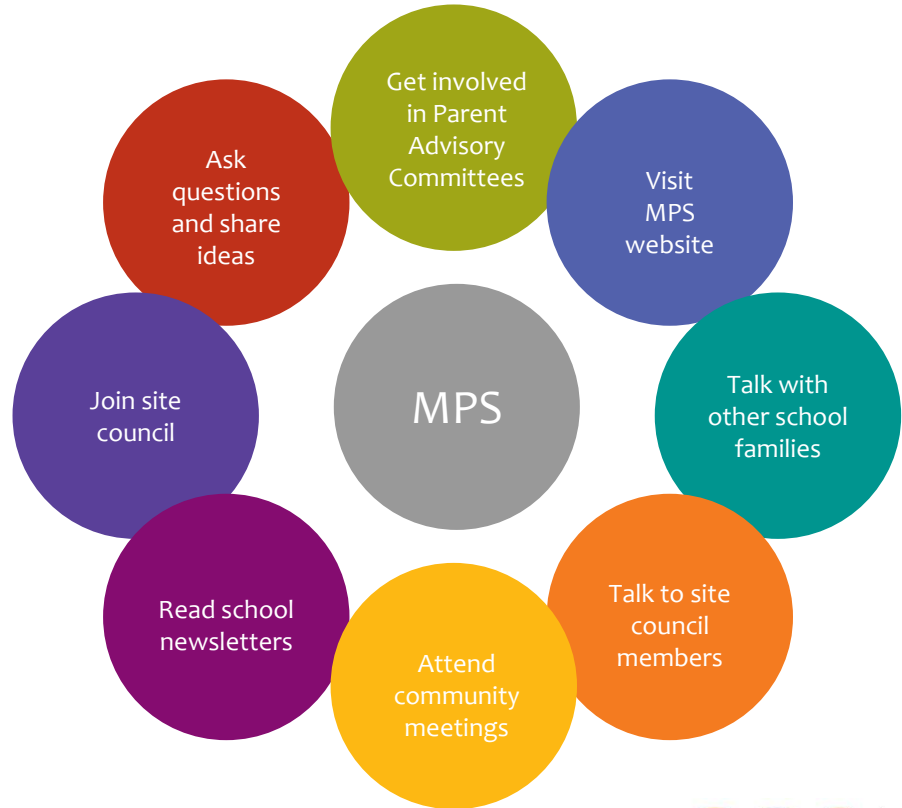 Get involved
in Parent
Advisory
Committees
Visit
MPS
website
Talk with
other school
families
Talk to site
council
members
Attend
community
meetings
Read school
newsletters
Join site
council
Ask
questions
and share
ideas
MPS